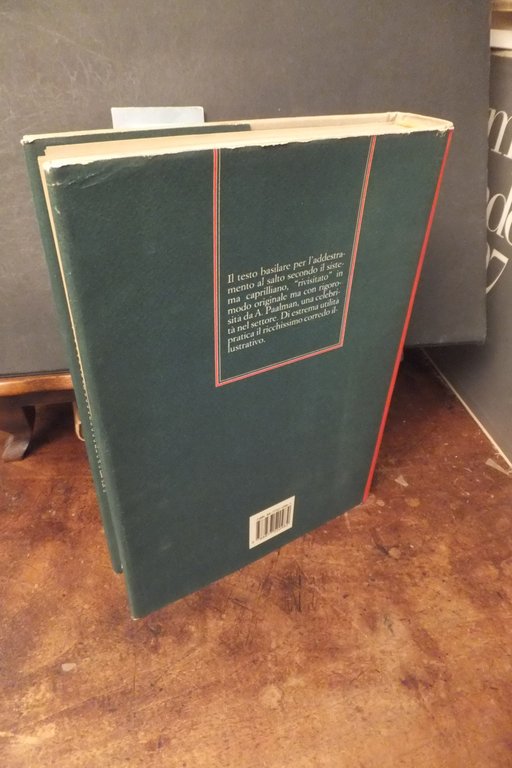 Il testo basilare per l'addestra-
mento al salto secondo il siste-
ma caprilliano, "rivisitato" in
modo originale ma con rigoro-
sità da A. Paalman, una celebri-
tà nel settore. Di estrema utilità
pratica il ricchissimo corredo il-
lustrativo.